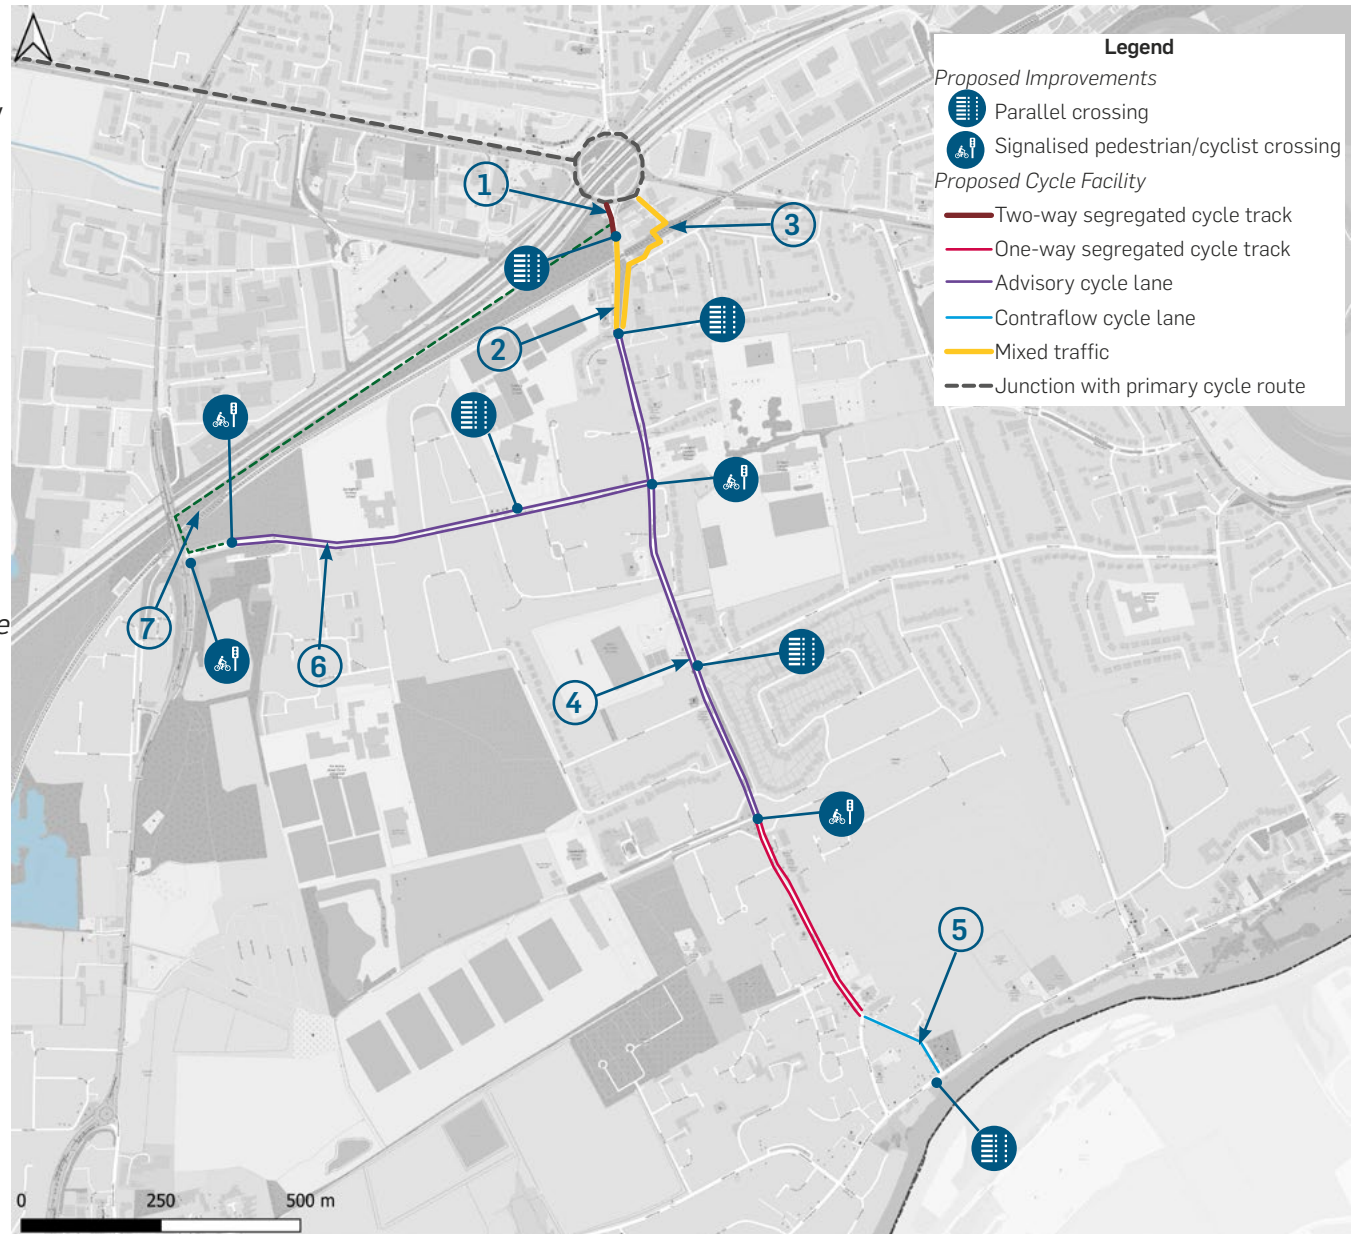 Legend
Proposed Improvements
Parallel crossing
Signalised pedestrian/cyclist crossing
Proposed Cycle Facility
Two-way segregated cycle track
One-way segregated cycle track
Advisory cycle lane
Contraflow cycle lane
Mixed traffic
Junction with primary cycle route
y
1
3
2
e
7
6
4
5
0 250 500 m